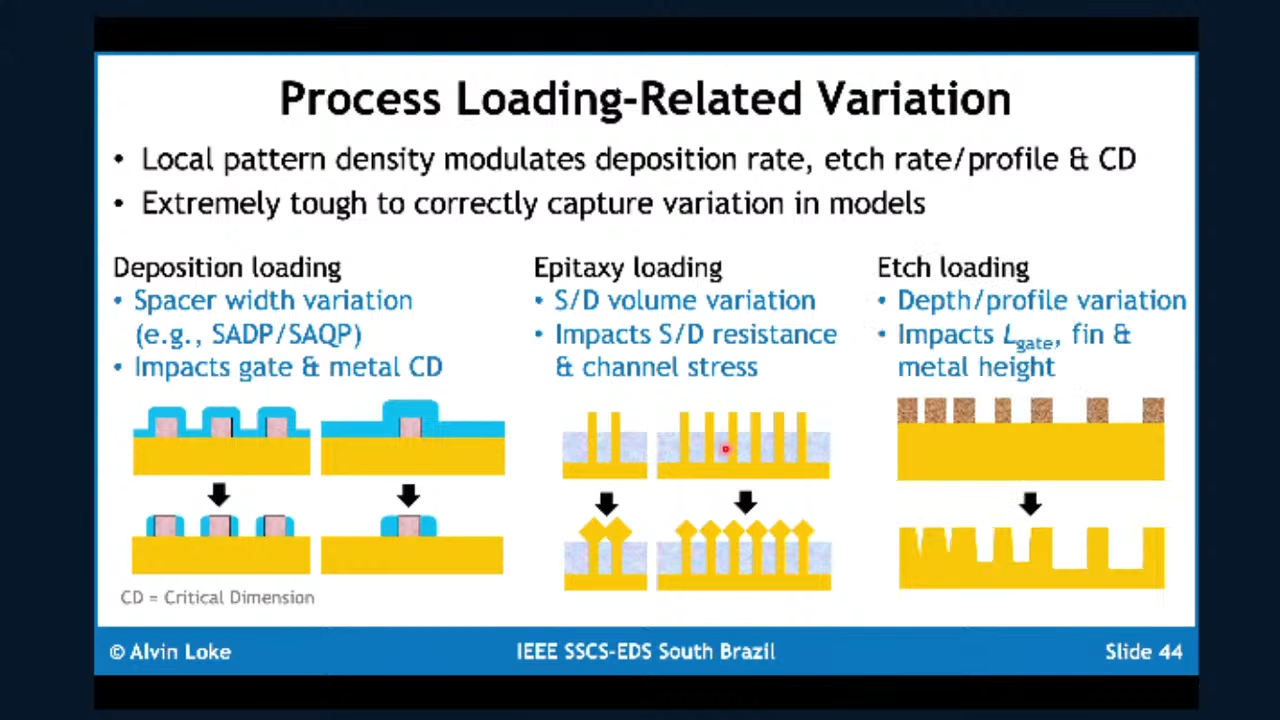 Process Loading-Related Variation
• Local pattern density modulates deposition rate, etch rate/profile & CD
• Extremely tough to correctly capture variation in models
Deposition loading
• Spacer width variation
(e.g., SADP/SAQP)
• Impacts gate & metal CD
Epitaxy loading
• S/D volume variation
• Impacts S/D resistance
& channel stress
Etch loading
• Depth/profile variation
• Impacts Lgate, fin &
metal height
CD = Critical Dimension
© Alvin Loke
IEEE SSCS-EDS South Brazil
Slide 44